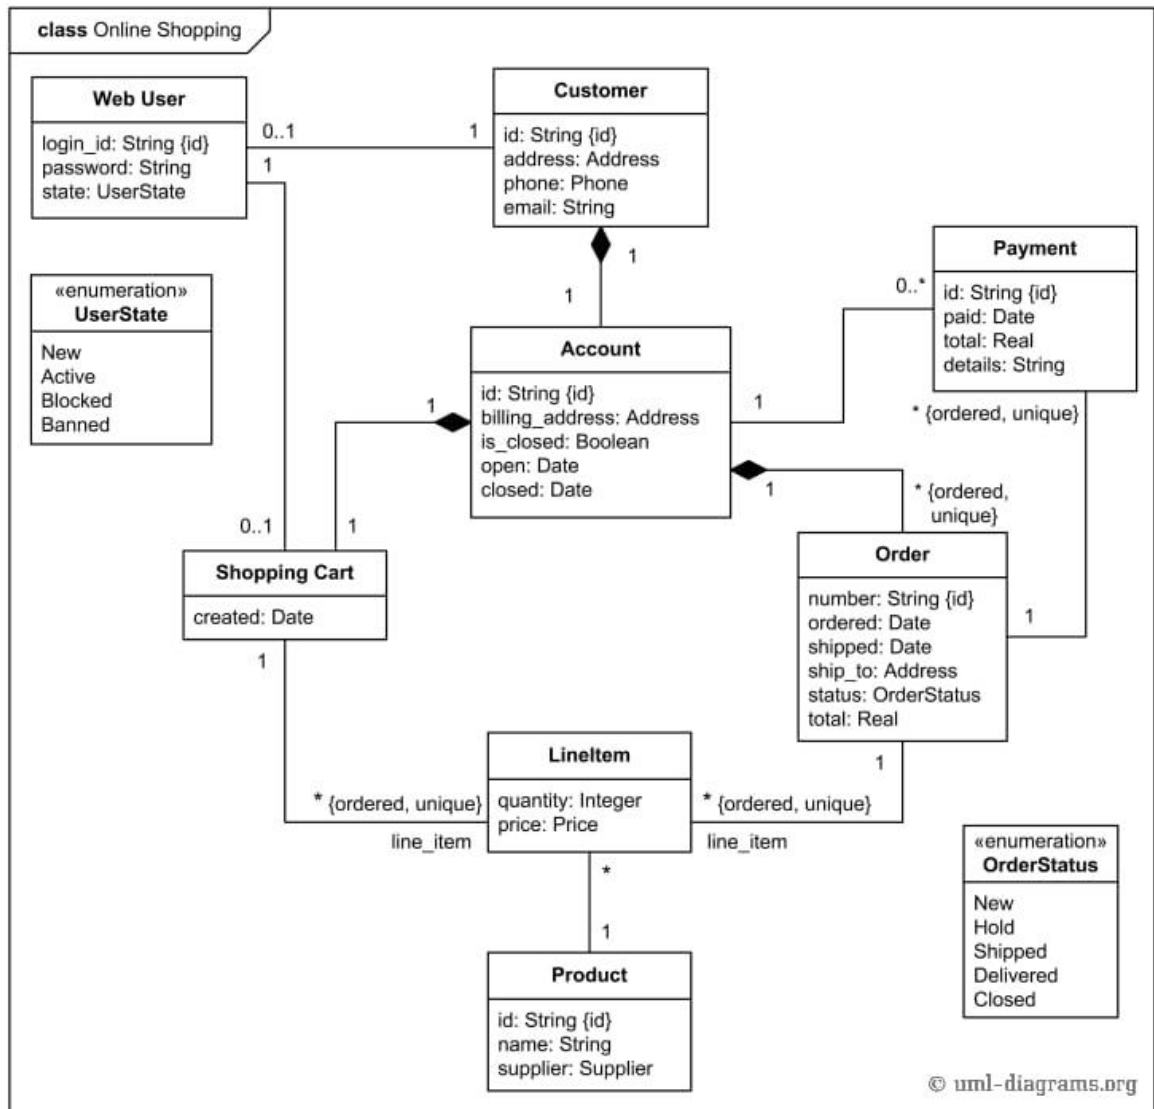 class Online Shopping
Web User
login_id: String {id}
password: String
state: UserState
0..1
1
1
Customer
id: String {id}
address: Address
phone: Phone
email: String
1
1
«enumeration»
UserState
New
Active
Blocked
Banned
Account
id: String {id}
billing_address: Address
is_closed: Boolean
open: Date
closed: Date
1
1
1
0..*
Payment
id: String {id}
paid: Date
total: Real
details: String
* {ordered, unique}
* {ordered,
unique}
0..1
1
Shopping Cart
created: Date
1
Order
number: String {id}
ordered: Date
shipped: Date
ship_to: Address
status: OrderStatus
total: Real
1
1
LineItem
quantity: Integer
price: Price
* {ordered, unique}
line_item
* {ordered, unique}
line_item
*
1
Product
id: String {id}
name: String
supplier: Supplier
«enumeration»
OrderStatus
New
Hold
Shipped
Delivered
Closed
© uml-diagrams.org